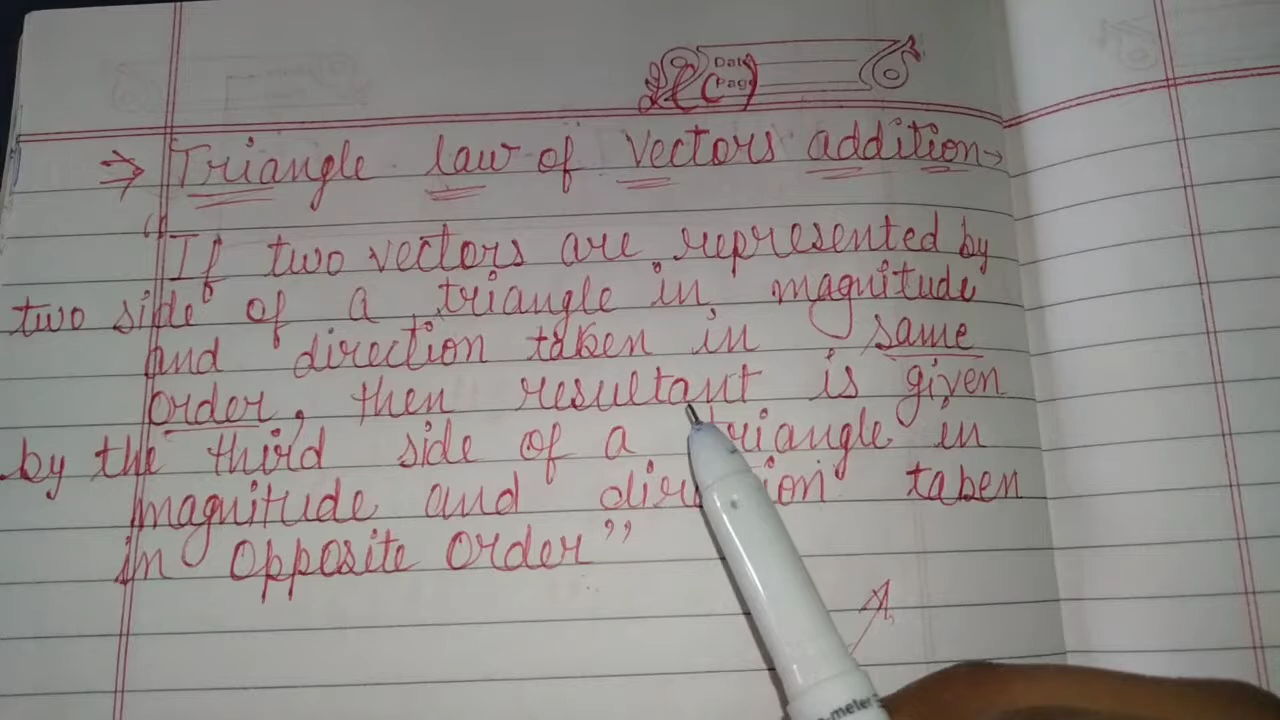 Date
Page
⇒ Triangle law of Vectors addition →
"If two vectors are represented by
two side of a triangle in magnitude
and direction taken in same
order, then resultant is given
by the third side of a triangle in
magnitude and direction taken
in opposite order"